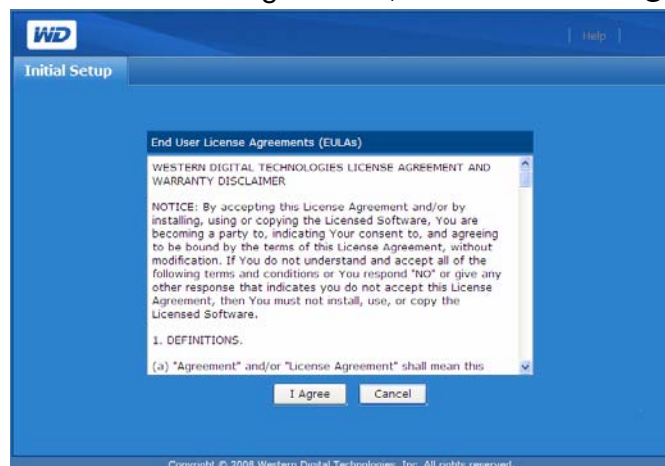 WD
Help
Initial Setup
End User License Agreements (EULAs)
WESTERN DIGITAL TECHNOLOGIES LICENSE AGREEMENT AND
WARRANTY DISCLAIMER
NOTICE: By accepting this License Agreement and/or by
installing, using or copying the Licensed Software, You are
becoming a party to, indicating Your consent to, and agreeing
to be bound by the terms of this License Agreement, without
modification. If You do not understand and accept all of the
following terms and conditions or You respond "NO" or give any
other response that indicates you do not accept this License
Agreement, then You must not install, use, or copy the
Licensed Software.
1. DEFINITIONS.
(a) "Agreement" and/or "License Agreement" shall mean this
I Agree Cancel
Copyright © 2008 Western Digital Technologies, Inc. All rights reserved.